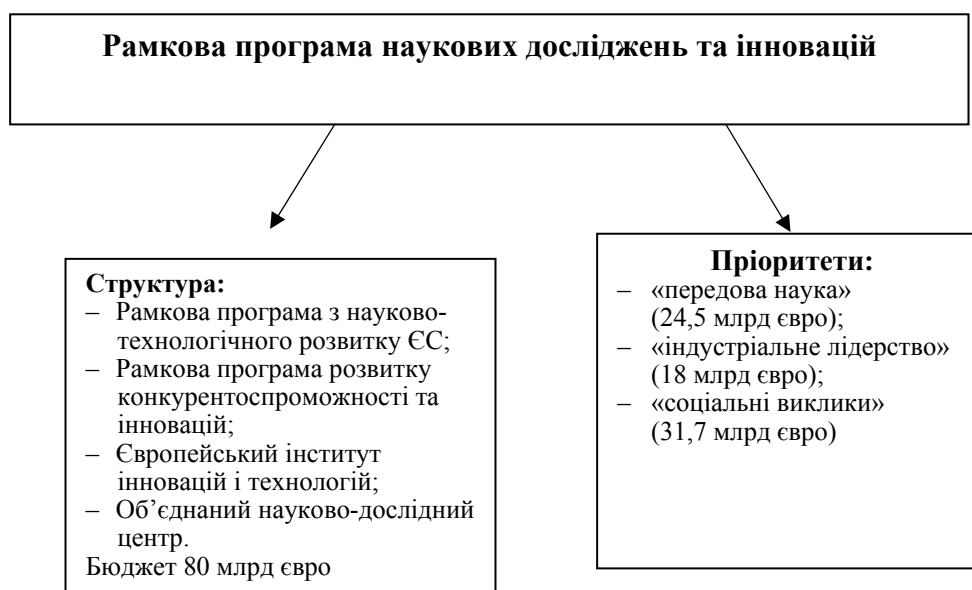 Рамкова програма наукових досліджень та інновацій
Структура:
– Рамкова програма з науково-
технологічного розвитку ЄС;
– Рамкова програма розвитку
конкурентоспроможності та
інновацій;
– Європейський інститут
інновацій і технологій;
– Об’єднаний науково-дослідний
центр.
Бюджет 80 млрд євро
Пріоритети:
– «передова наука»
(24,5 млрд євро);
– «індустріальне лідерство»
(18 млрд євро);
– «соціальні виклики»
(31,7 млрд євро)